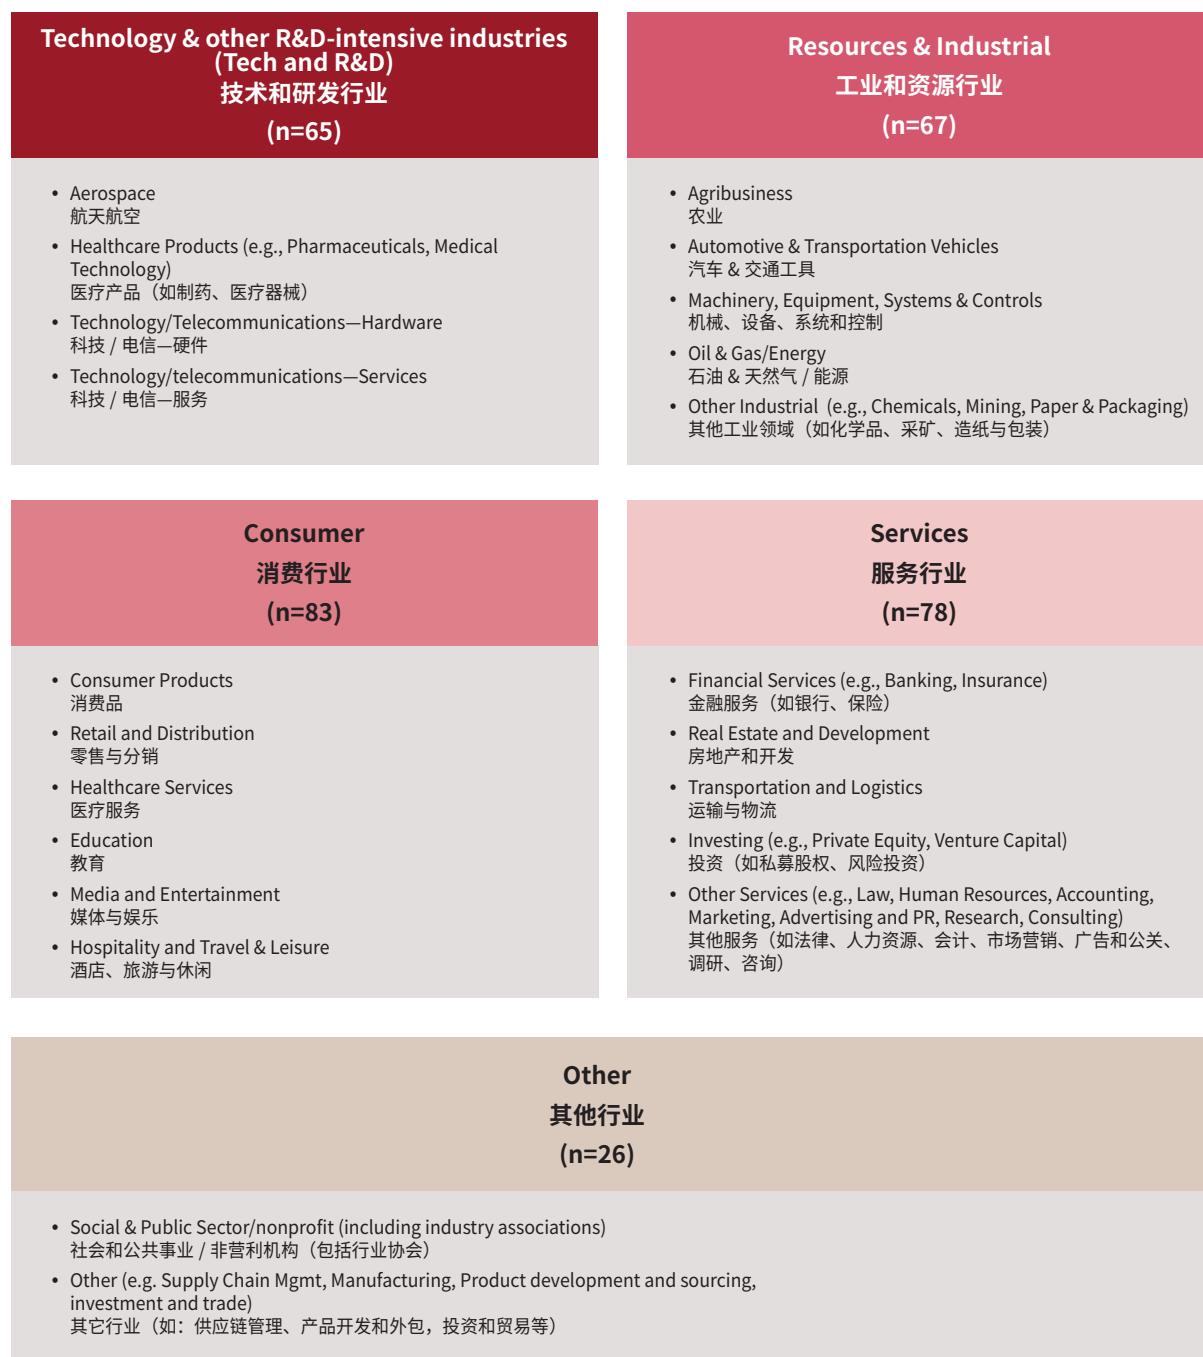 Technology & other R&D-intensive industries
(Tech and R&D)
技术和研发行业
(n=65)
• Aerospace
航天航空
• Healthcare Products (e.g., Pharmaceuticals, Medical
Technology)
医疗产品（如制药、医疗器械）
• Technology/Telecommunications—Hardware
科技 / 电信—硬件
• Technology/telecommunications—Services
科技 / 电信—服务
Resources & Industrial
工业和资源行业
(n=67)
• Agribusiness
农业
• Automotive & Transportation Vehicles
汽车 & 交通工具
• Machinery, Equipment, Systems & Controls
机械、设备、系统和控制
• Oil & Gas/Energy
石油 & 天然气 / 能源
• Other Industrial (e.g., Chemicals, Mining, Paper & Packaging)
其他工业领域（如化学品、采矿、造纸与包装）
Consumer
消费行业
(n=83)
• Consumer Products
消费品
• Retail and Distribution
零售与分销
• Healthcare Services
医疗服务
• Education
教育
• Media and Entertainment
媒体与娱乐
• Hospitality and Travel & Leisure
酒店、旅游与休闲
Services
服务行业
(n=78)
• Financial Services (e.g., Banking, Insurance)
金融服务（如银行、保险）
• Real Estate and Development
房地产和开发
• Transportation and Logistics
运输与物流
• Investing (e.g., Private Equity, Venture Capital)
投资（如私募股权、风险投资）
• Other Services (e.g., Law, Human Resources, Accounting,
Marketing, Advertising and PR, Research, Consulting)
其他服务（如法律、人力资源、会计、市场营销、广告和公关、
调研、咨询）
Other
其他行业
(n=26)
• Social & Public Sector/nonprofit (including industry associations)
社会和公共事业 / 非营利机构（包括行业协会）
• Other (e.g. Supply Chain Mgmt, Manufacturing, Product development and sourcing,
investment and trade)
其它行业（如：供应链管理、产品开发和外包，投资和贸易等）